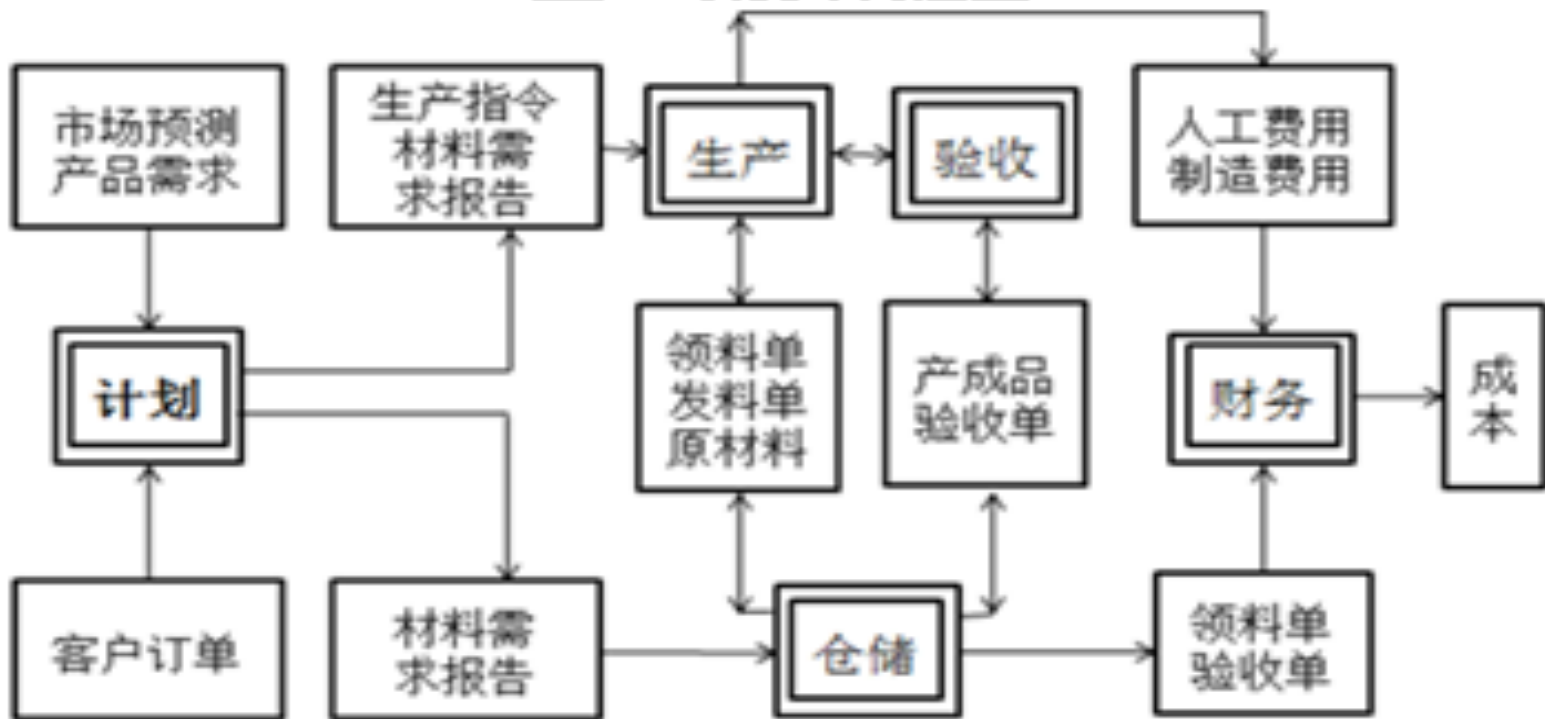 市场预测
产品需求
生产指令
材料需
求报告
生产
验收
人工费用
制造费用
计划
领料单
发料单
原材料
产成品
验收单
财务
成
本
客户订单
材料需
求报告
仓储
领料单
验收单